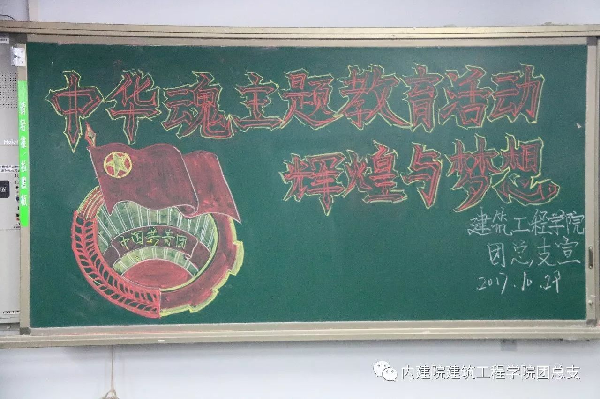 中华魂主题教育活动
辉煌与梦想
中国共青团
建筑工程学院
团总支宣
2017.10.29
内建院建筑工程学院团总支